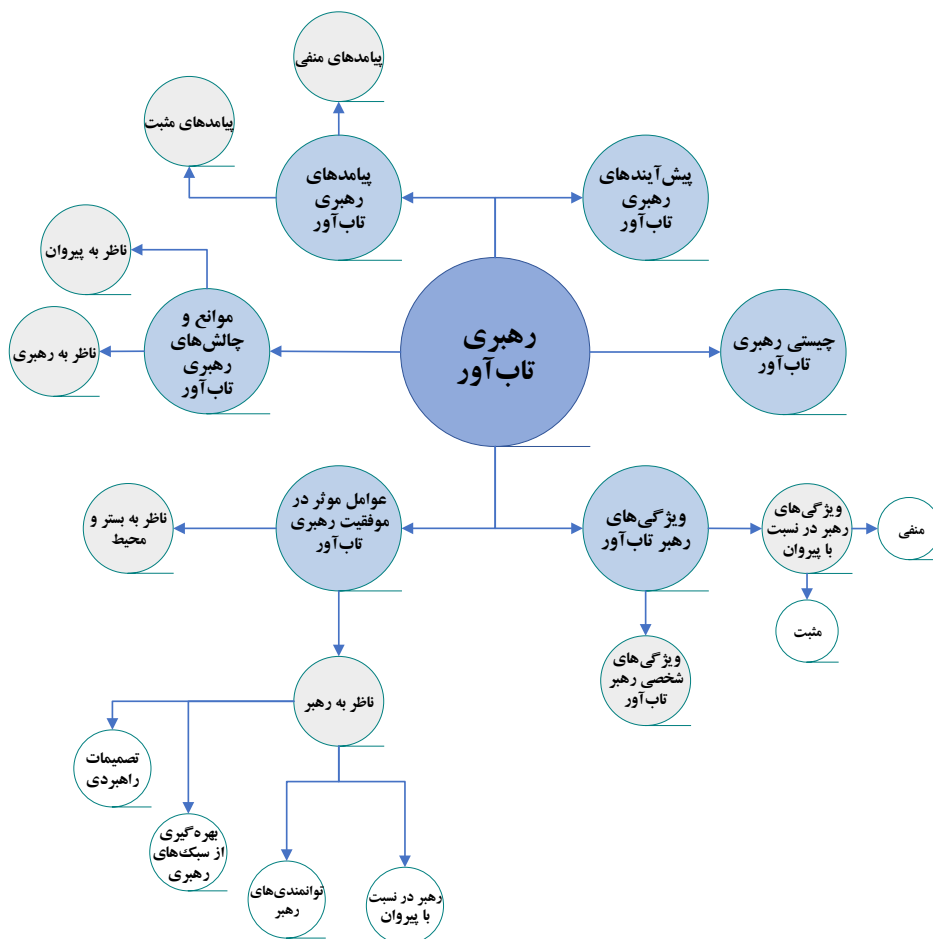 پیامدهای منفی
پیامدهای مثبت
پیامدهای
رهبری
تاب‌آور
پیش‌آیندهای
رهبری
تاب‌آور
ناظر به پیروان
ناظر به رهبری
موانع و
چالش‌های
رهبری
تاب‌آور
رهبری
تاب‌آور
چیستی رهبری
تاب‌آور
ناظر به بستر و
محیط
عوامل موثر در
موفقیت رهبری
تاب‌آور
ویژگی‌های
رهبر تاب‌آور
ویژگی‌های
رهبر در نسبت
با پیروان
منفی
مثبت
ویژگی‌های
شخصی رهبر
تاب‌آور
ناظر به رهبر
تصمیمات
راهبردی
بهره‌گیری
از سبک‌های
رهبری
توانمندی‌های
رهبر
رهبر در نسبت
با پیروان